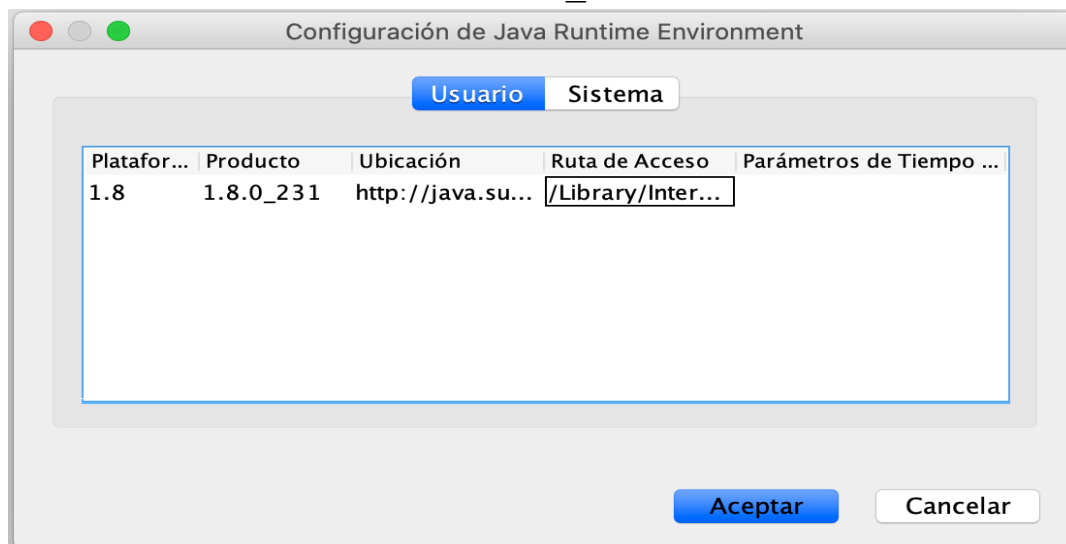 Configuración de Java Runtime Environment
Usuario Sistema
Platafor... Producto Ubicación Ruta de Acceso Parámetros de Tiempo ...
1.8 1.8.0_231 http://java.su... /Library/Inter...
Aceptar Cancelar